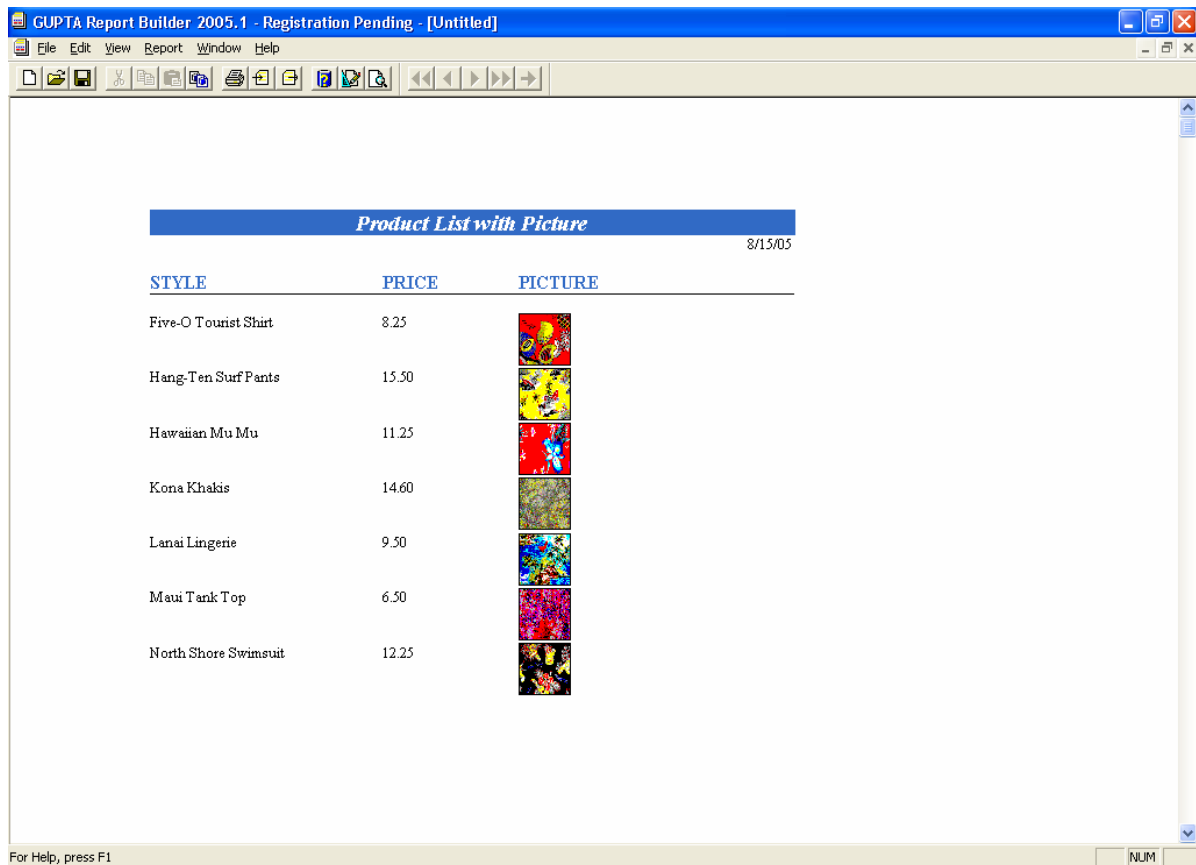 GUPTA Report Builder 2005.1 - Registration Pending - [Untitled]
File Edit View Report Window Help
Product List with Picture
8/15/05
STYLE PRICE PICTURE
Five-O Tourist Shirt 8.25
Hang-Ten Surf Pants 15.50
Hawaiian Mu Mu 11.25
Kona Khakis 14.60
Lanai Lingerie 9.50
Maui Tank Top 6.50
North Shore Swimsuit 12.25
For Help, press F1 NUM